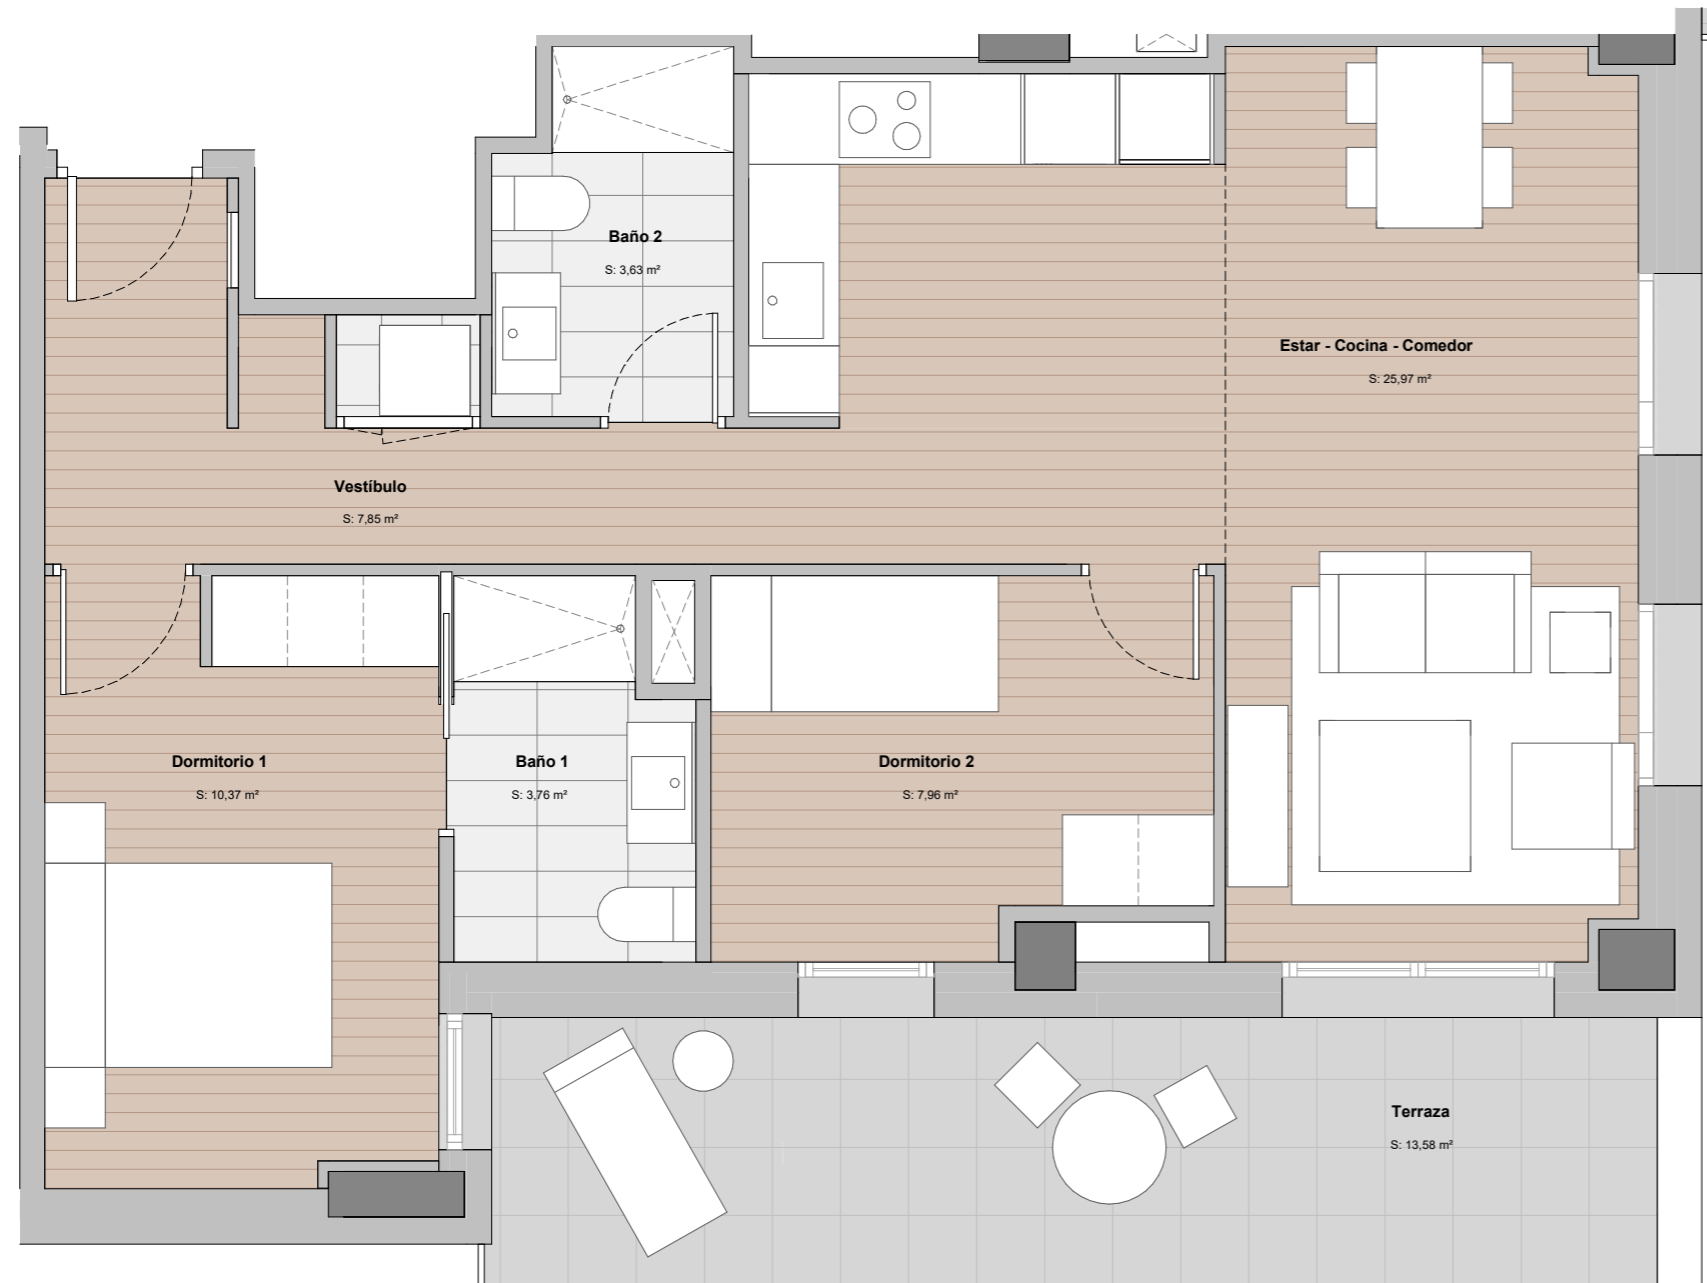 Baño 2
S: 3,63 m²
Estar - Cocina - Comedor
S: 25,97 m²
Vestíbulo
S: 7,85 m²
Dormitorio 1
S: 10,37 m²
Baño 1
S: 3,76 m²
Dormitorio 2
S: 7,96 m²
Terraza
S: 13,58 m²